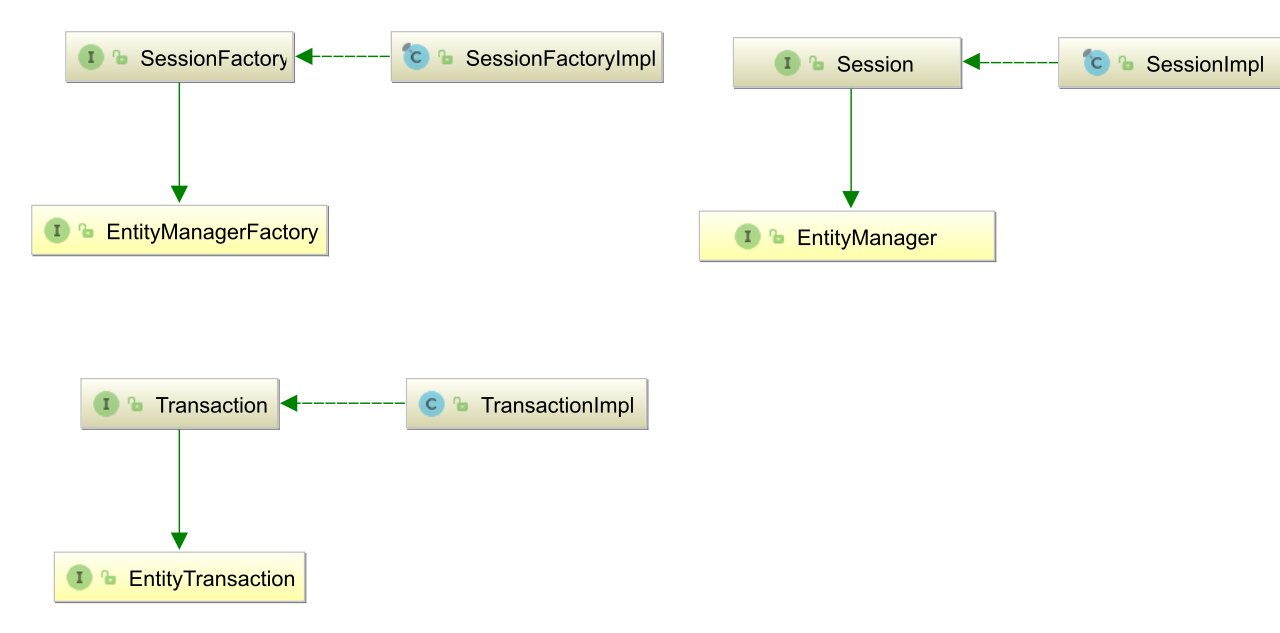 I SessionFactory
C SessionFactoryImpl
I Session
C SessionImpl
I EntityManagerFactory
I EntityManager
I Transaction
C TransactionImpl
I EntityTransaction